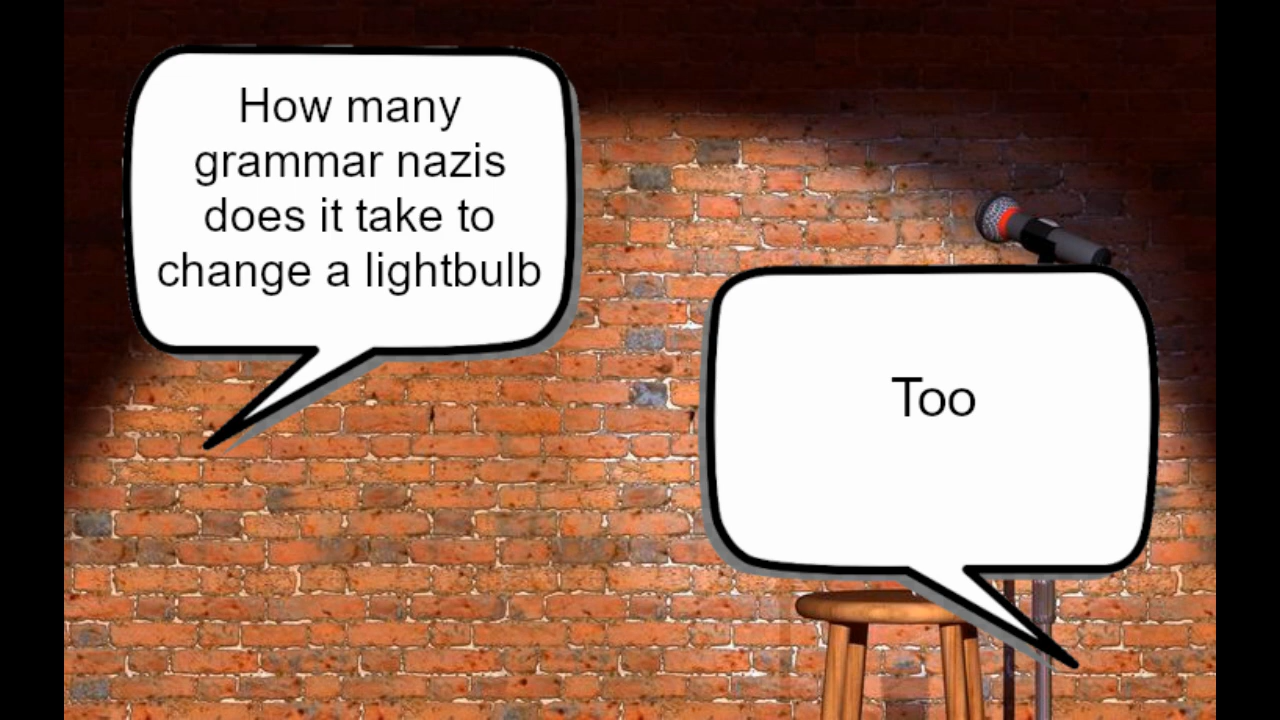 How many
grammar nazis
does it take to
change a lightbulb
Too